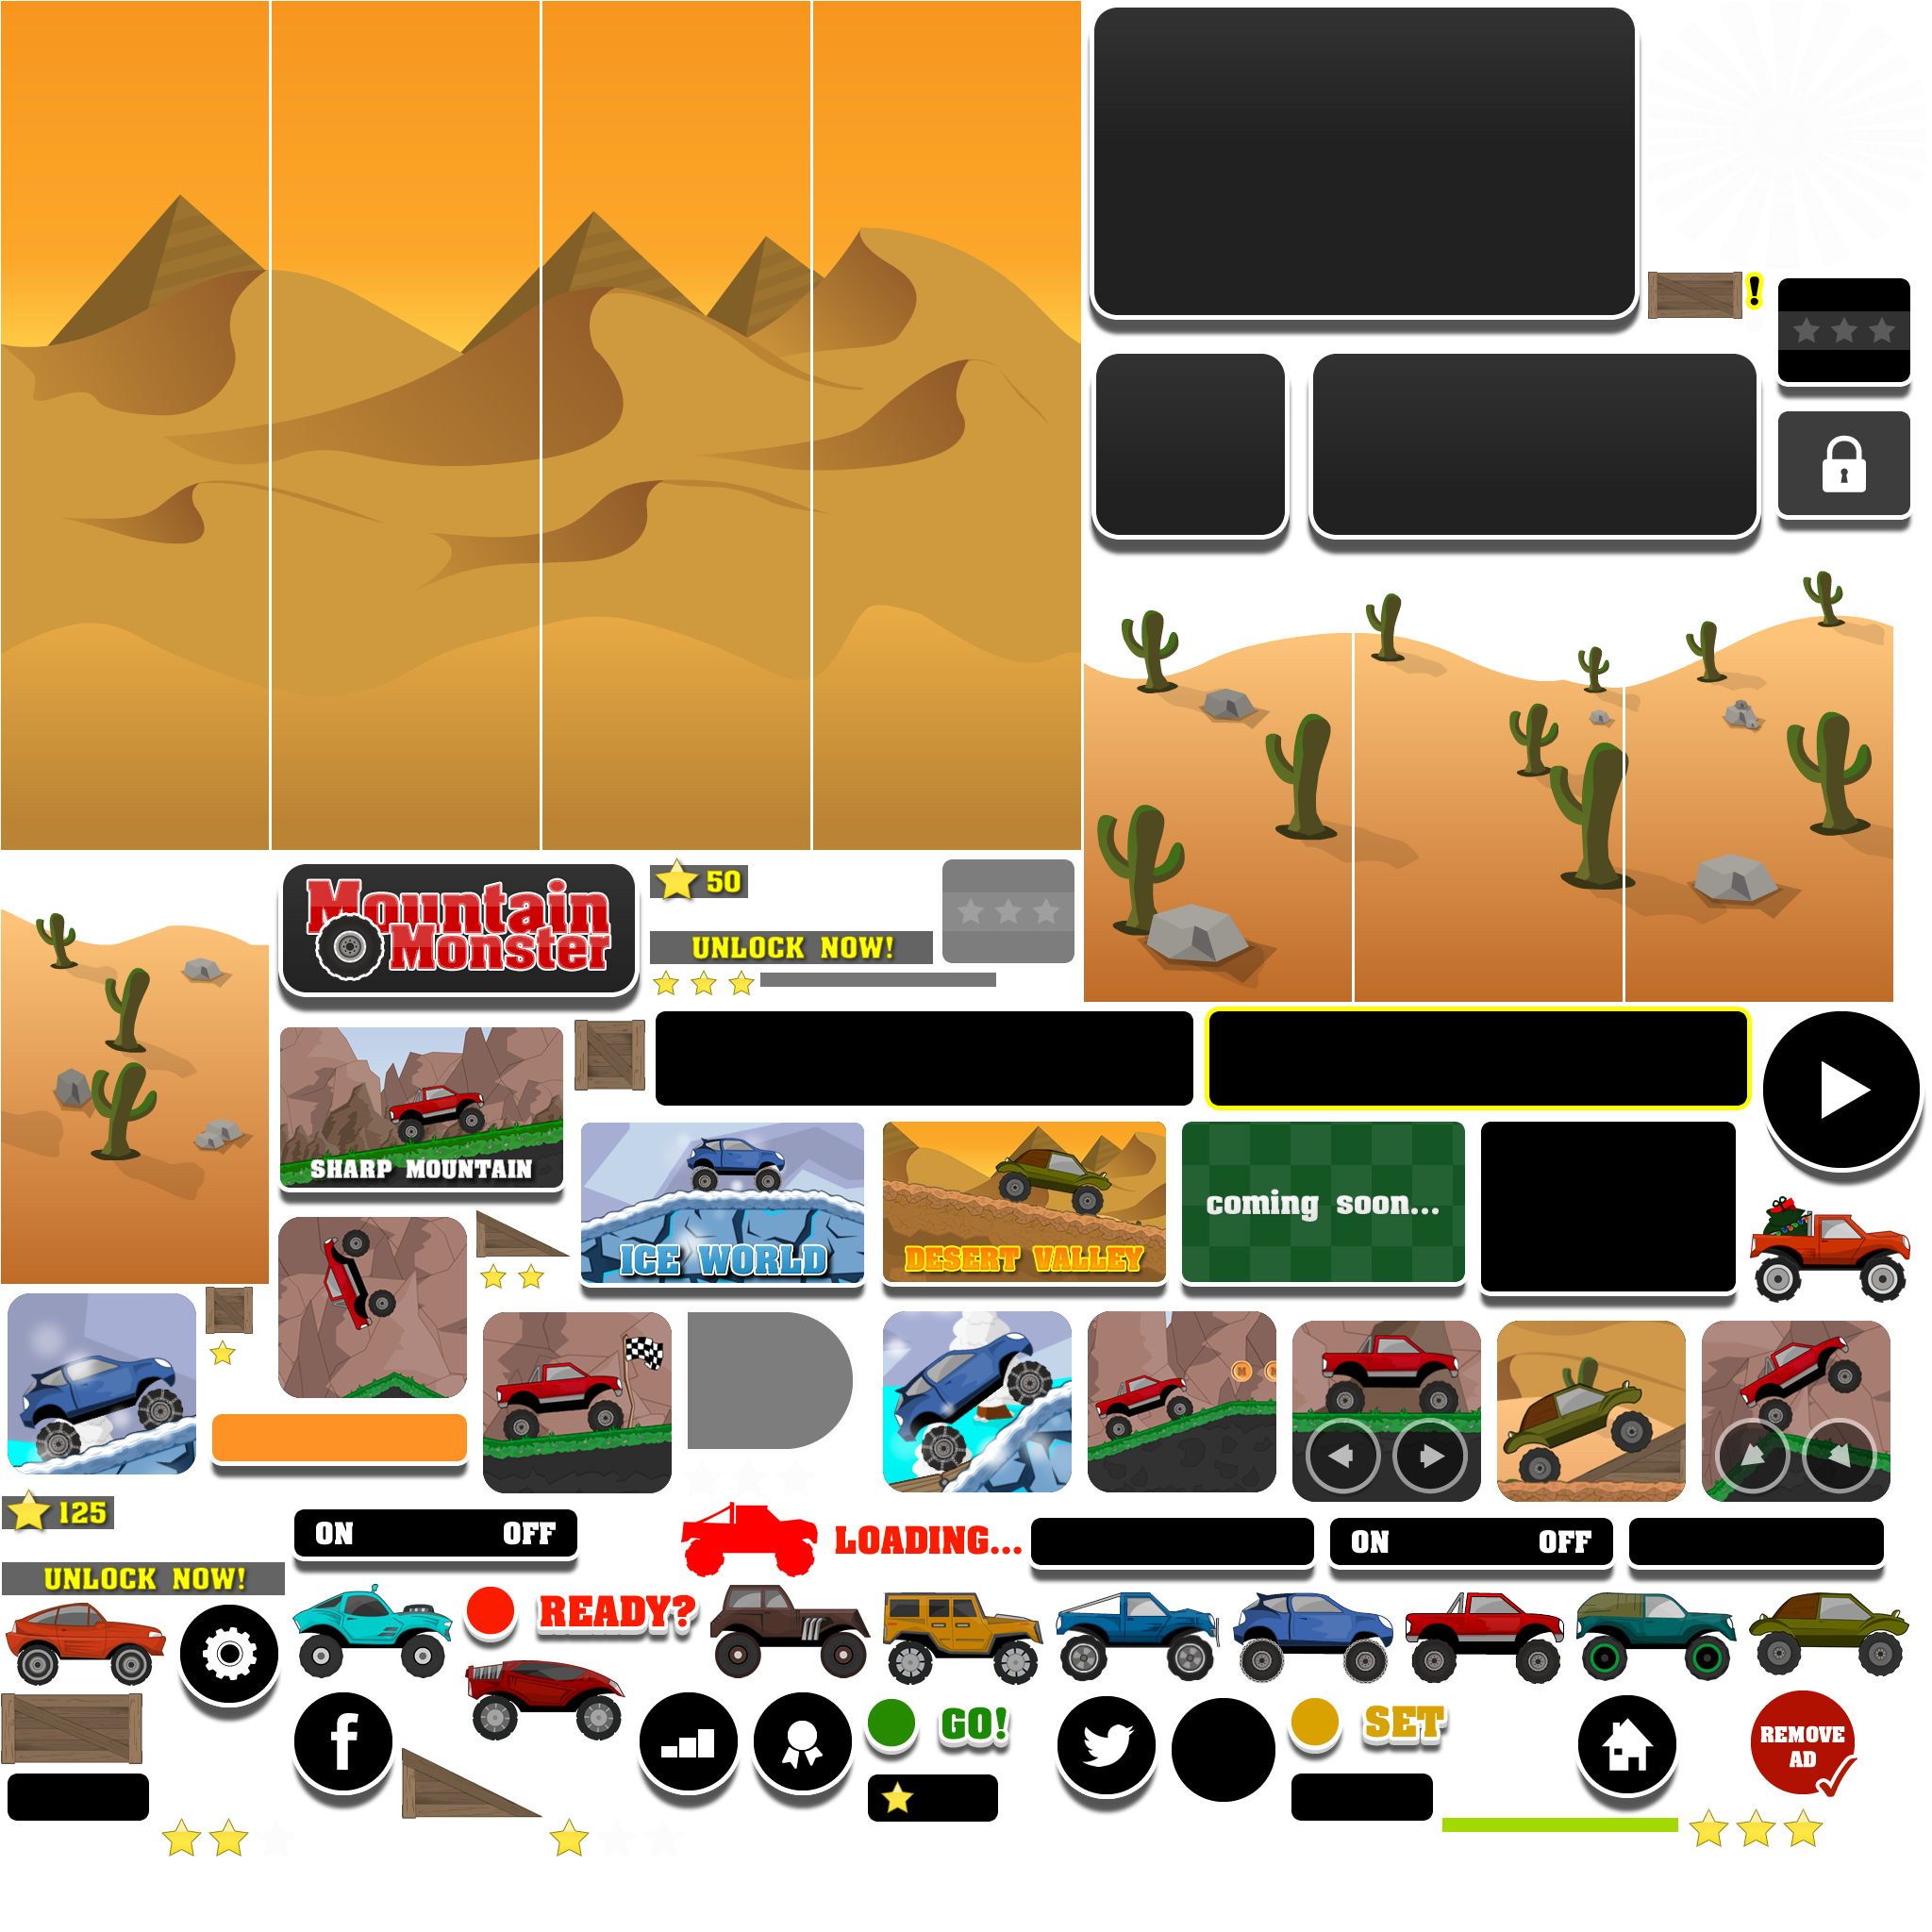 !
Mountain
Monster
50
UNLOCK NOW!
SHARP MOUNTAIN
ICE WORLD
DESERT VALLEY
coming soon...
M
125
ON OFF
LOADING...
ON OFF
UNLOCK NOW!
READY?
f
GO!
SET
REMOVE
AD